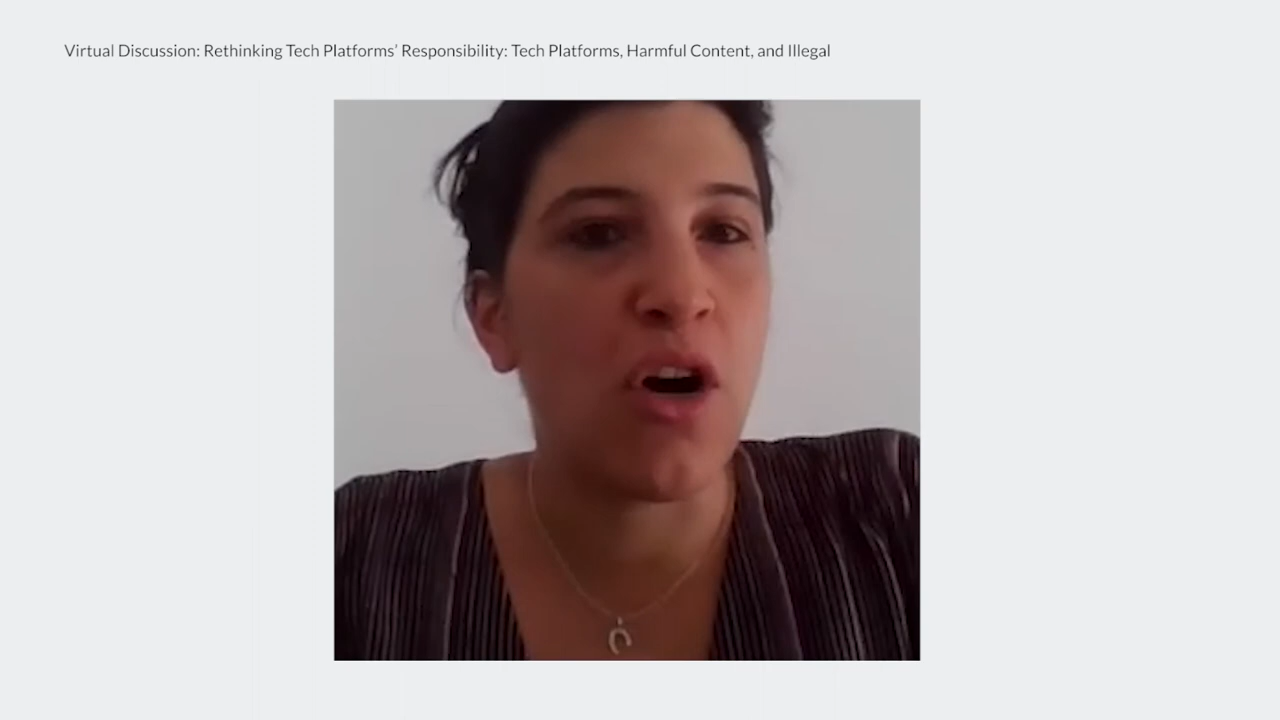 Virtual Discussion: Rethinking Tech Platforms’ Responsibility: Tech Platforms, Harmful Content, and Illegal